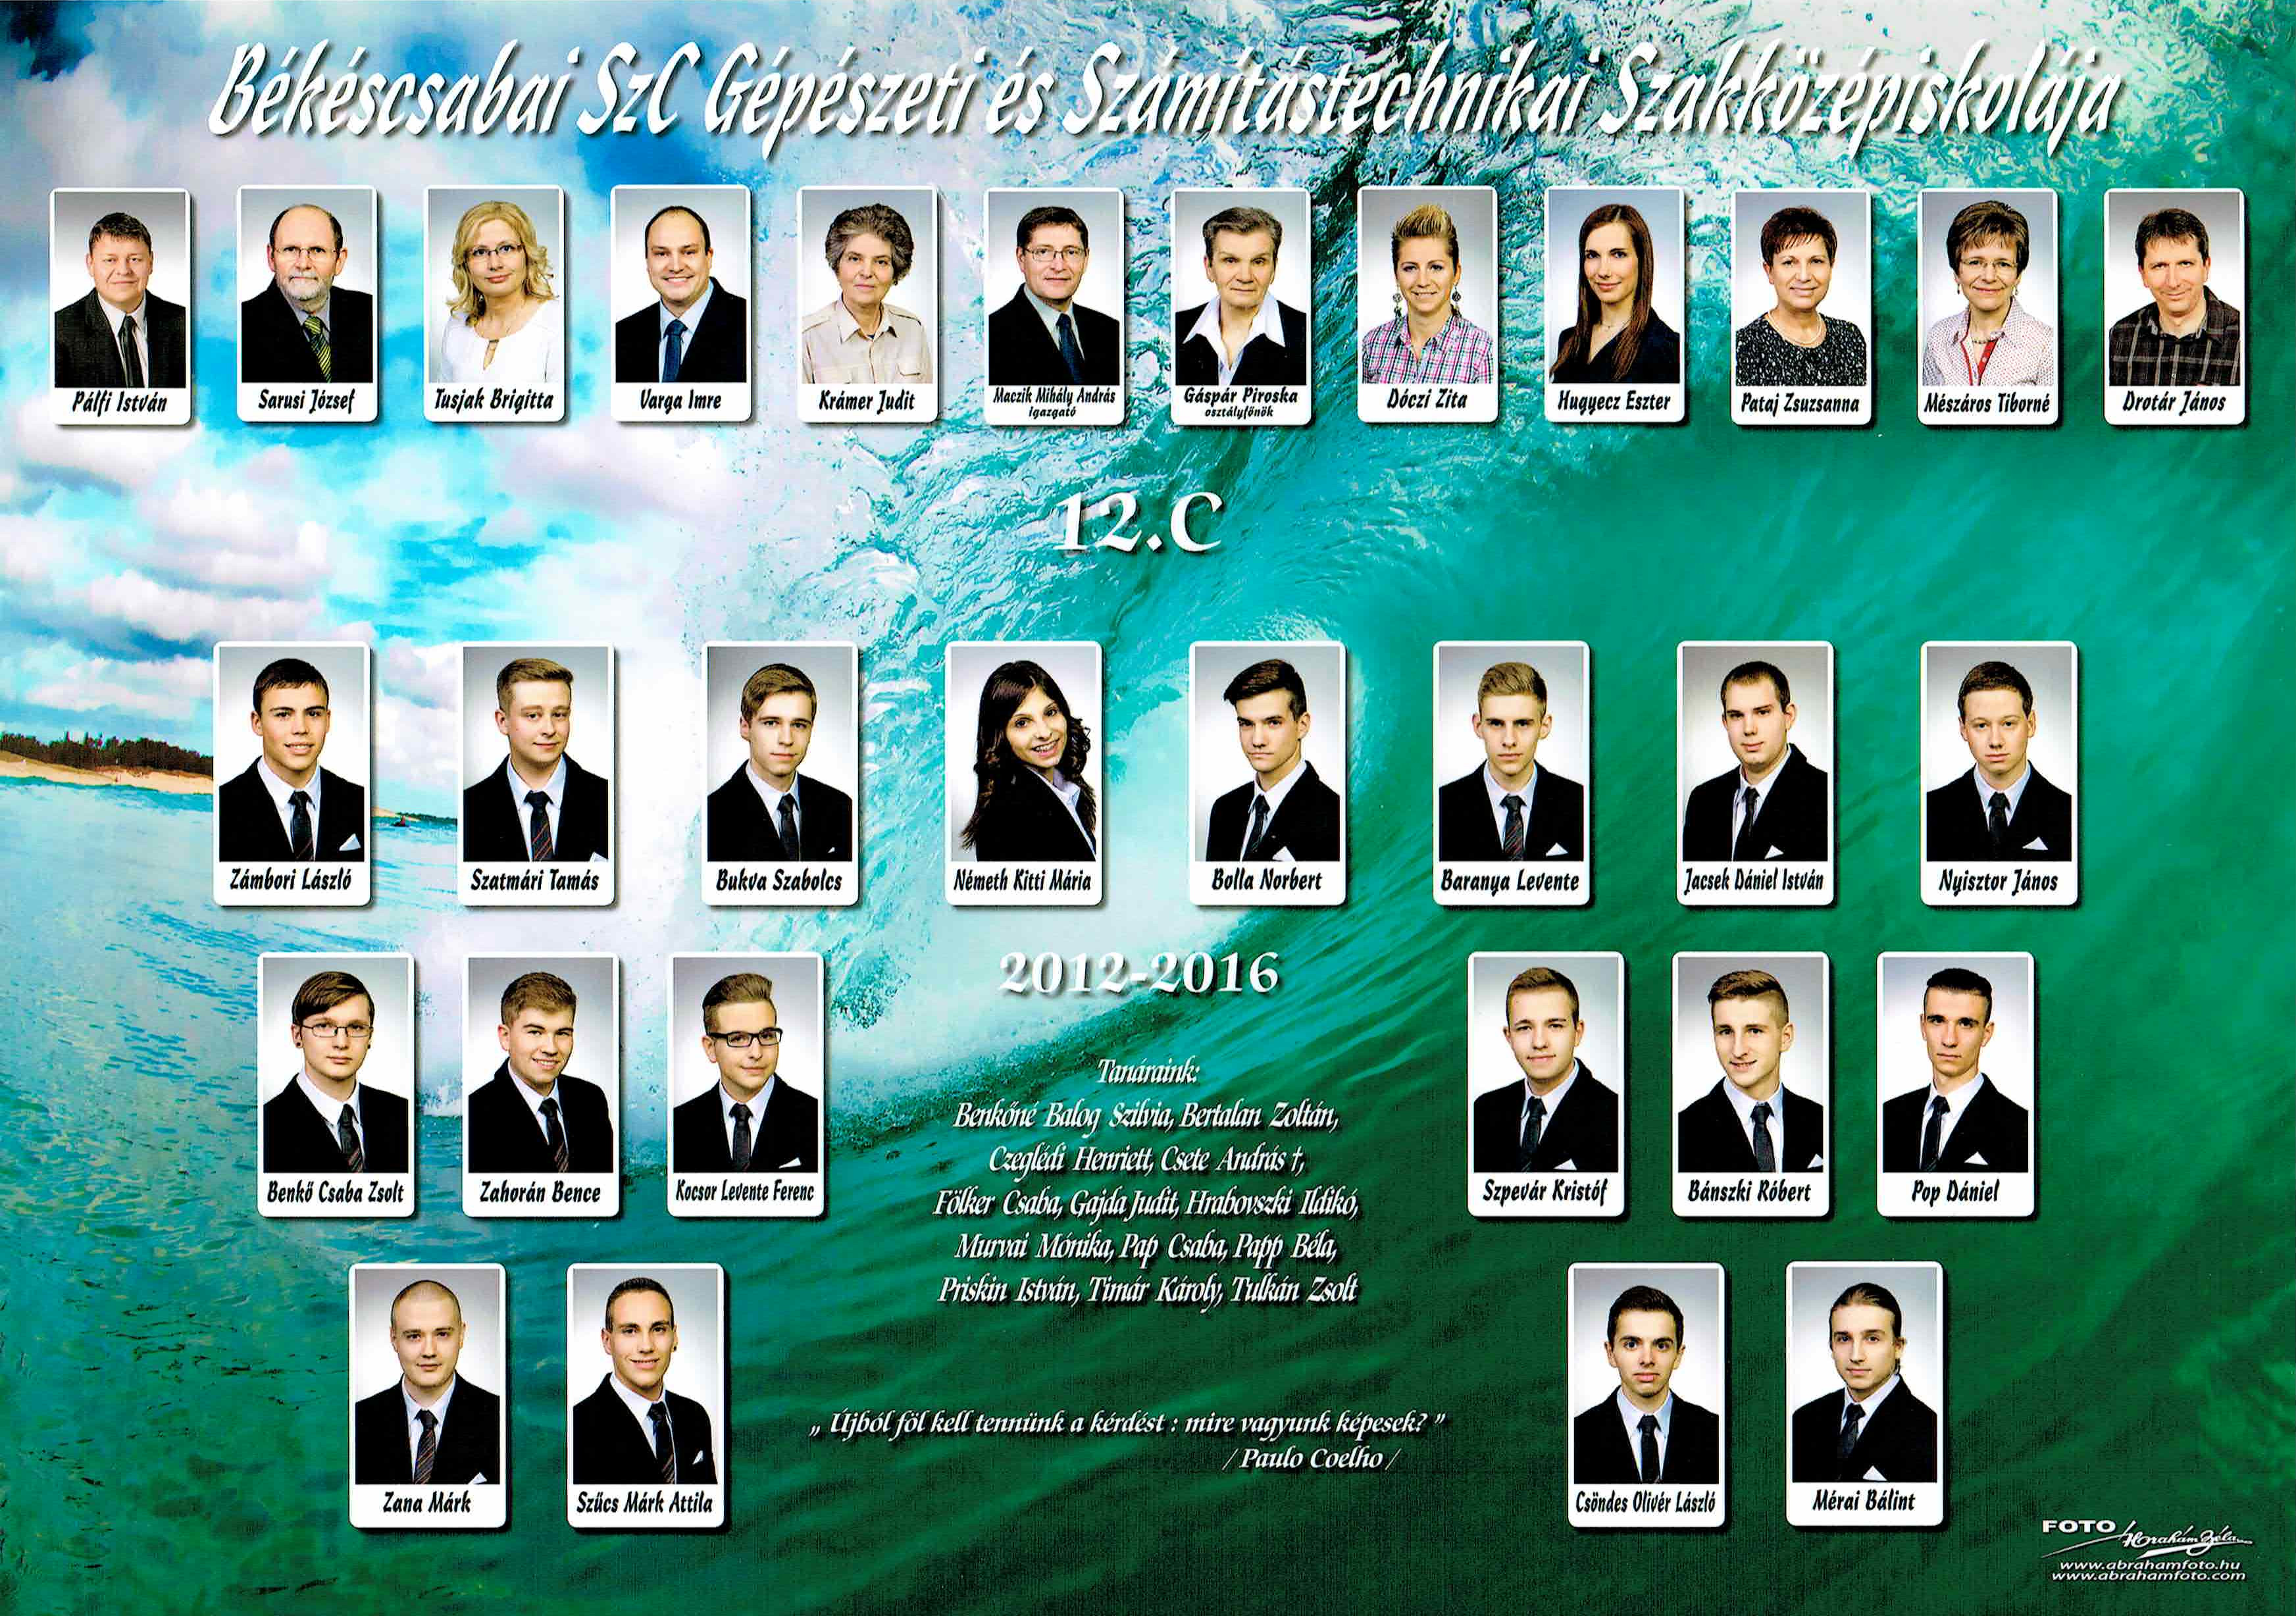 Békéscsabai SzC Gépészeti és Számítástechnikai Szakközépiskolája
Pálfi István
Sarusi József
Tusjak Brigitta
Varga Imre
Krámer Judit
Maczik Mihály András
igazgató
Gáspár Piroska
osztályfőnök
Dóczi Zita
Hugyecz Eszter
Pataj Zsuzsanna
Mészáros Tiborné
Drotár János
12.C
Zámbori László
Szatmári Tamás
Bukva Szabolcs
Németh Kitti Mária
Bolla Norbert
Baranya Levente
Jacsek Dániel István
Nyisztor János
Benkő Csaba Zsolt
Zahorán Bence
Kocsor Levente Ferenc
2012-2016
Szpevár Kristóf
Bánszki Róbert
Pop Dániel
Tanáraink:
Benkőné Balog Szilvia, Bertalan Zoltán,
Czeglédi Henriett, Csete András †,
Fölker Csaba, Gajda Judit, Hrabovszki Ildikó,
Murvai Mónika, Pap Csaba, Papp Béla,
Priskin István, Timár Károly, Tulkán Zsolt
Zana Márk
Szűcs Márk Attila
„ Újból föl kell tennünk a kérdést : mire vagyunk képesek? ”
/ Paulo Coelho /
Csöndes Olivér László
Mérai Bálint
FOTO Ábrahám Béla
www.abrahamfoto.hu
www.abrahamfoto.com